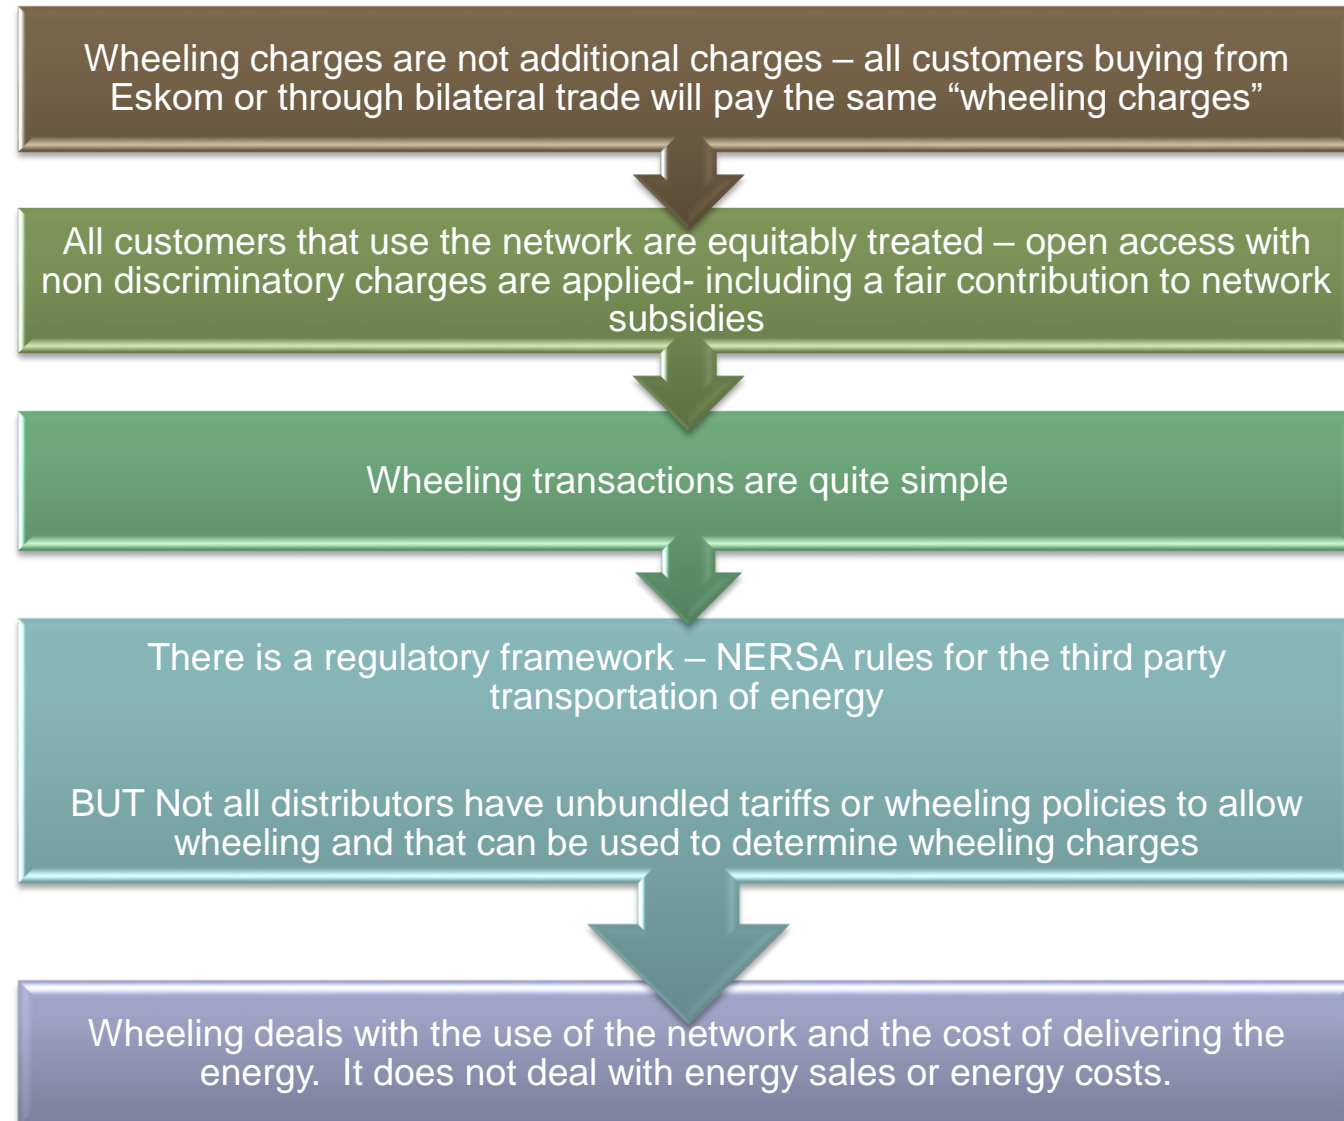 Wheeling charges are not additional charges – all customers buying from
Eskom or through bilateral trade will pay the same “wheeling charges”
All customers that use the network are equitably treated – open access with
non discriminatory charges are applied- including a fair contribution to network
subsidies
Wheeling transactions are quite simple
There is a regulatory framework – NERSA rules for the third party
transportation of energy
BUT Not all distributors have unbundled tariffs or wheeling policies to allow
wheeling and that can be used to determine wheeling charges
Wheeling deals with the use of the network and the cost of delivering the
energy.  It does not deal with energy sales or energy costs.